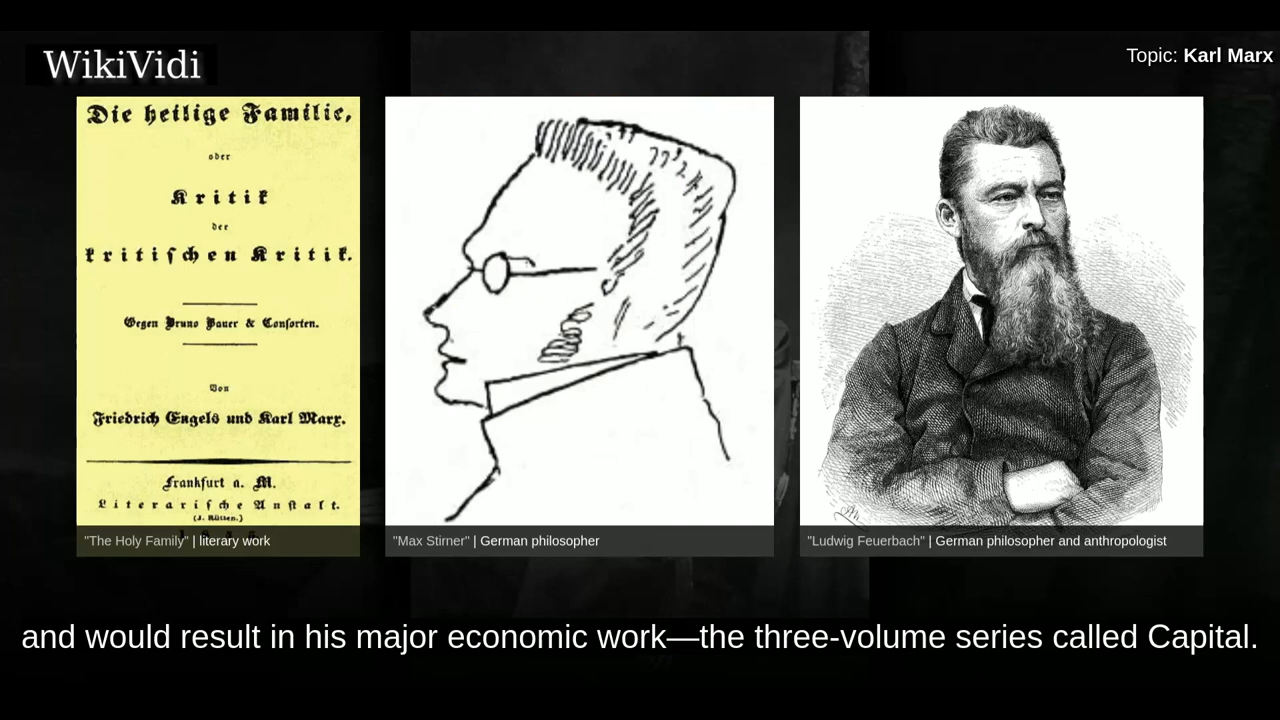 WikiVidi
Topic: Karl Marx
Die heilige Familie,
oder
Kritik
der
kritischen Kritik.
Gegen Bruno Bauer & Consorten.
Von
Friedrich Engels und Karl Marx.
Frankfurt a. M.
Literarische Anstalt.
(J. Rütten.)
"The Holy Family" | literary work
"Max Stirner" | German philosopher
"Ludwig Feuerbach" | German philosopher and anthropologist
and would result in his major economic work—the three-volume series called Capital.